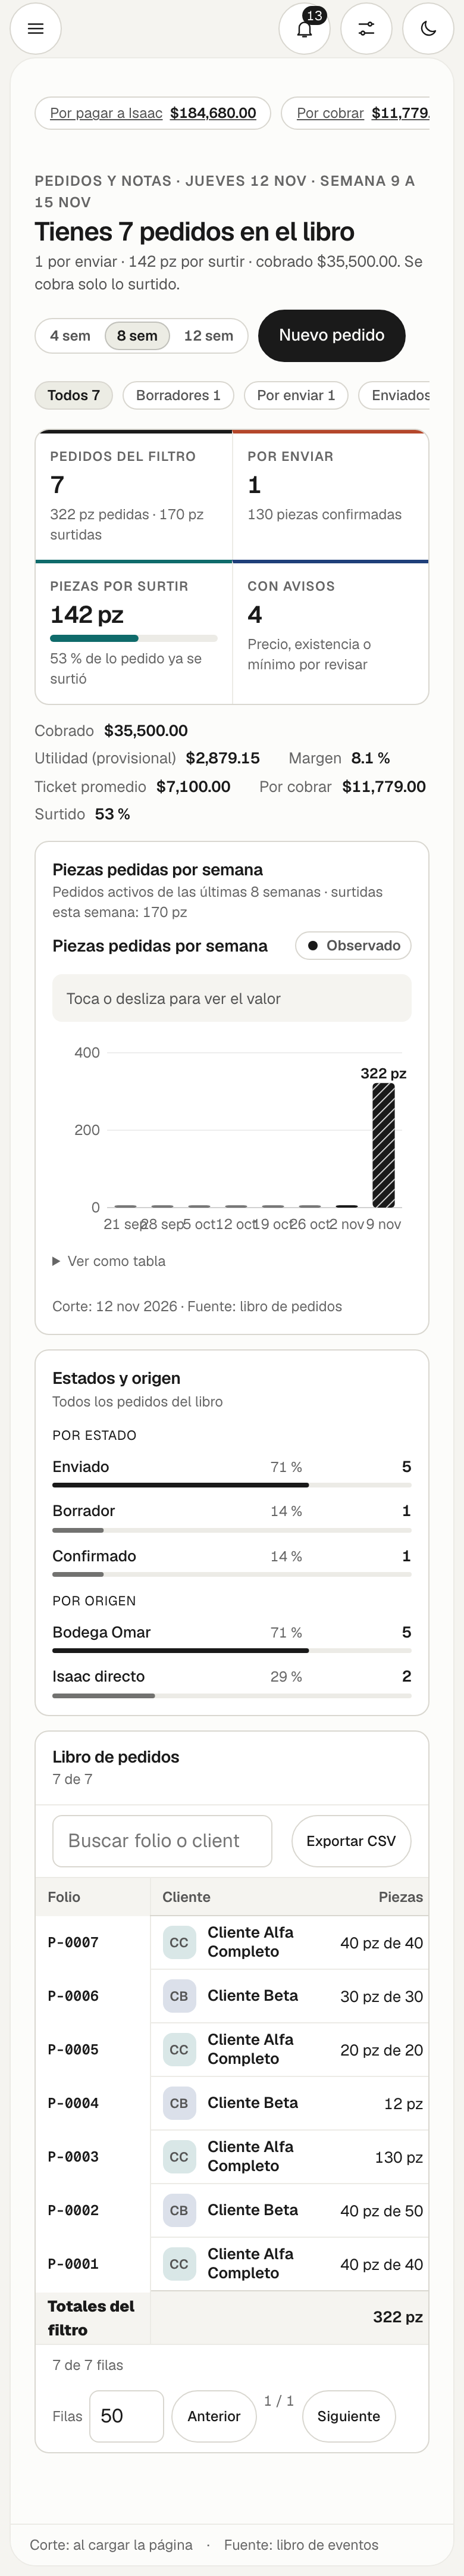 13
Por pagar a Isaac $184,680.00 Por cobrar $11,779.
PEDIDOS Y NOTAS · JUEVES 12 NOV · SEMANA 9 A
15 NOV
Tienes 7 pedidos en el libro
1 por enviar · 142 pz por surtir · cobrado $35,500.00. Se
cobra solo lo surtido.
4 sem 8 sem 12 sem Nuevo pedido
Todos 7 Borradores 1 Por enviar 1 Enviados
PEDIDOS DEL FILTRO
7
322 pz pedidas · 170 pz
surtidas
POR ENVIAR
1
130 piezas confirmadas
PIEZAS POR SURTIR
142 pz
53 % de lo pedido ya se
surtió
CON AVISOS
4
Precio, existencia o
mínimo por revisar
Cobrado $35,500.00
Utilidad (provisional) $2,879.15 Margen 8.1 %
Ticket promedio $7,100.00 Por cobrar $11,779.00
Surtido 53 %
Piezas pedidas por semana
Pedidos activos de las últimas 8 semanas · surtidas
esta semana: 170 pz
Piezas pedidas por semana Observado
Toca o desliza para ver el valor
400
322 pz
200
0
21 sep 28 sep 5 oct 12 oct 19 oct 26 oct 2 nov 9 nov
Ver como tabla
Corte: 12 nov 2026 · Fuente: libro de pedidos
Estados y origen
Todos los pedidos del libro
POR ESTADO
Enviado 71 % 5
Borrador 14 % 1
Confirmado 14 % 1
POR ORIGEN
Bodega Omar 71 % 5
Isaac directo 29 % 2
Libro de pedidos
7 de 7
Buscar folio o client Exportar CSV
Folio Cliente Piezas
P-0007 CC Cliente Alfa Completo 40 pz de 40
P-0006 CB Cliente Beta 30 pz de 30
P-0005 CC Cliente Alfa Completo 20 pz de 20
P-0004 CB Cliente Beta 12 pz
P-0003 CC Cliente Alfa Completo 130 pz
P-0002 CB Cliente Beta 40 pz de 50
P-0001 CC Cliente Alfa Completo 40 pz de 40
Totales del filtro 322 pz
7 de 7 filas
Filas 50 Anterior 1 / 1 Siguiente
Corte: al cargar la página · Fuente: libro de eventos